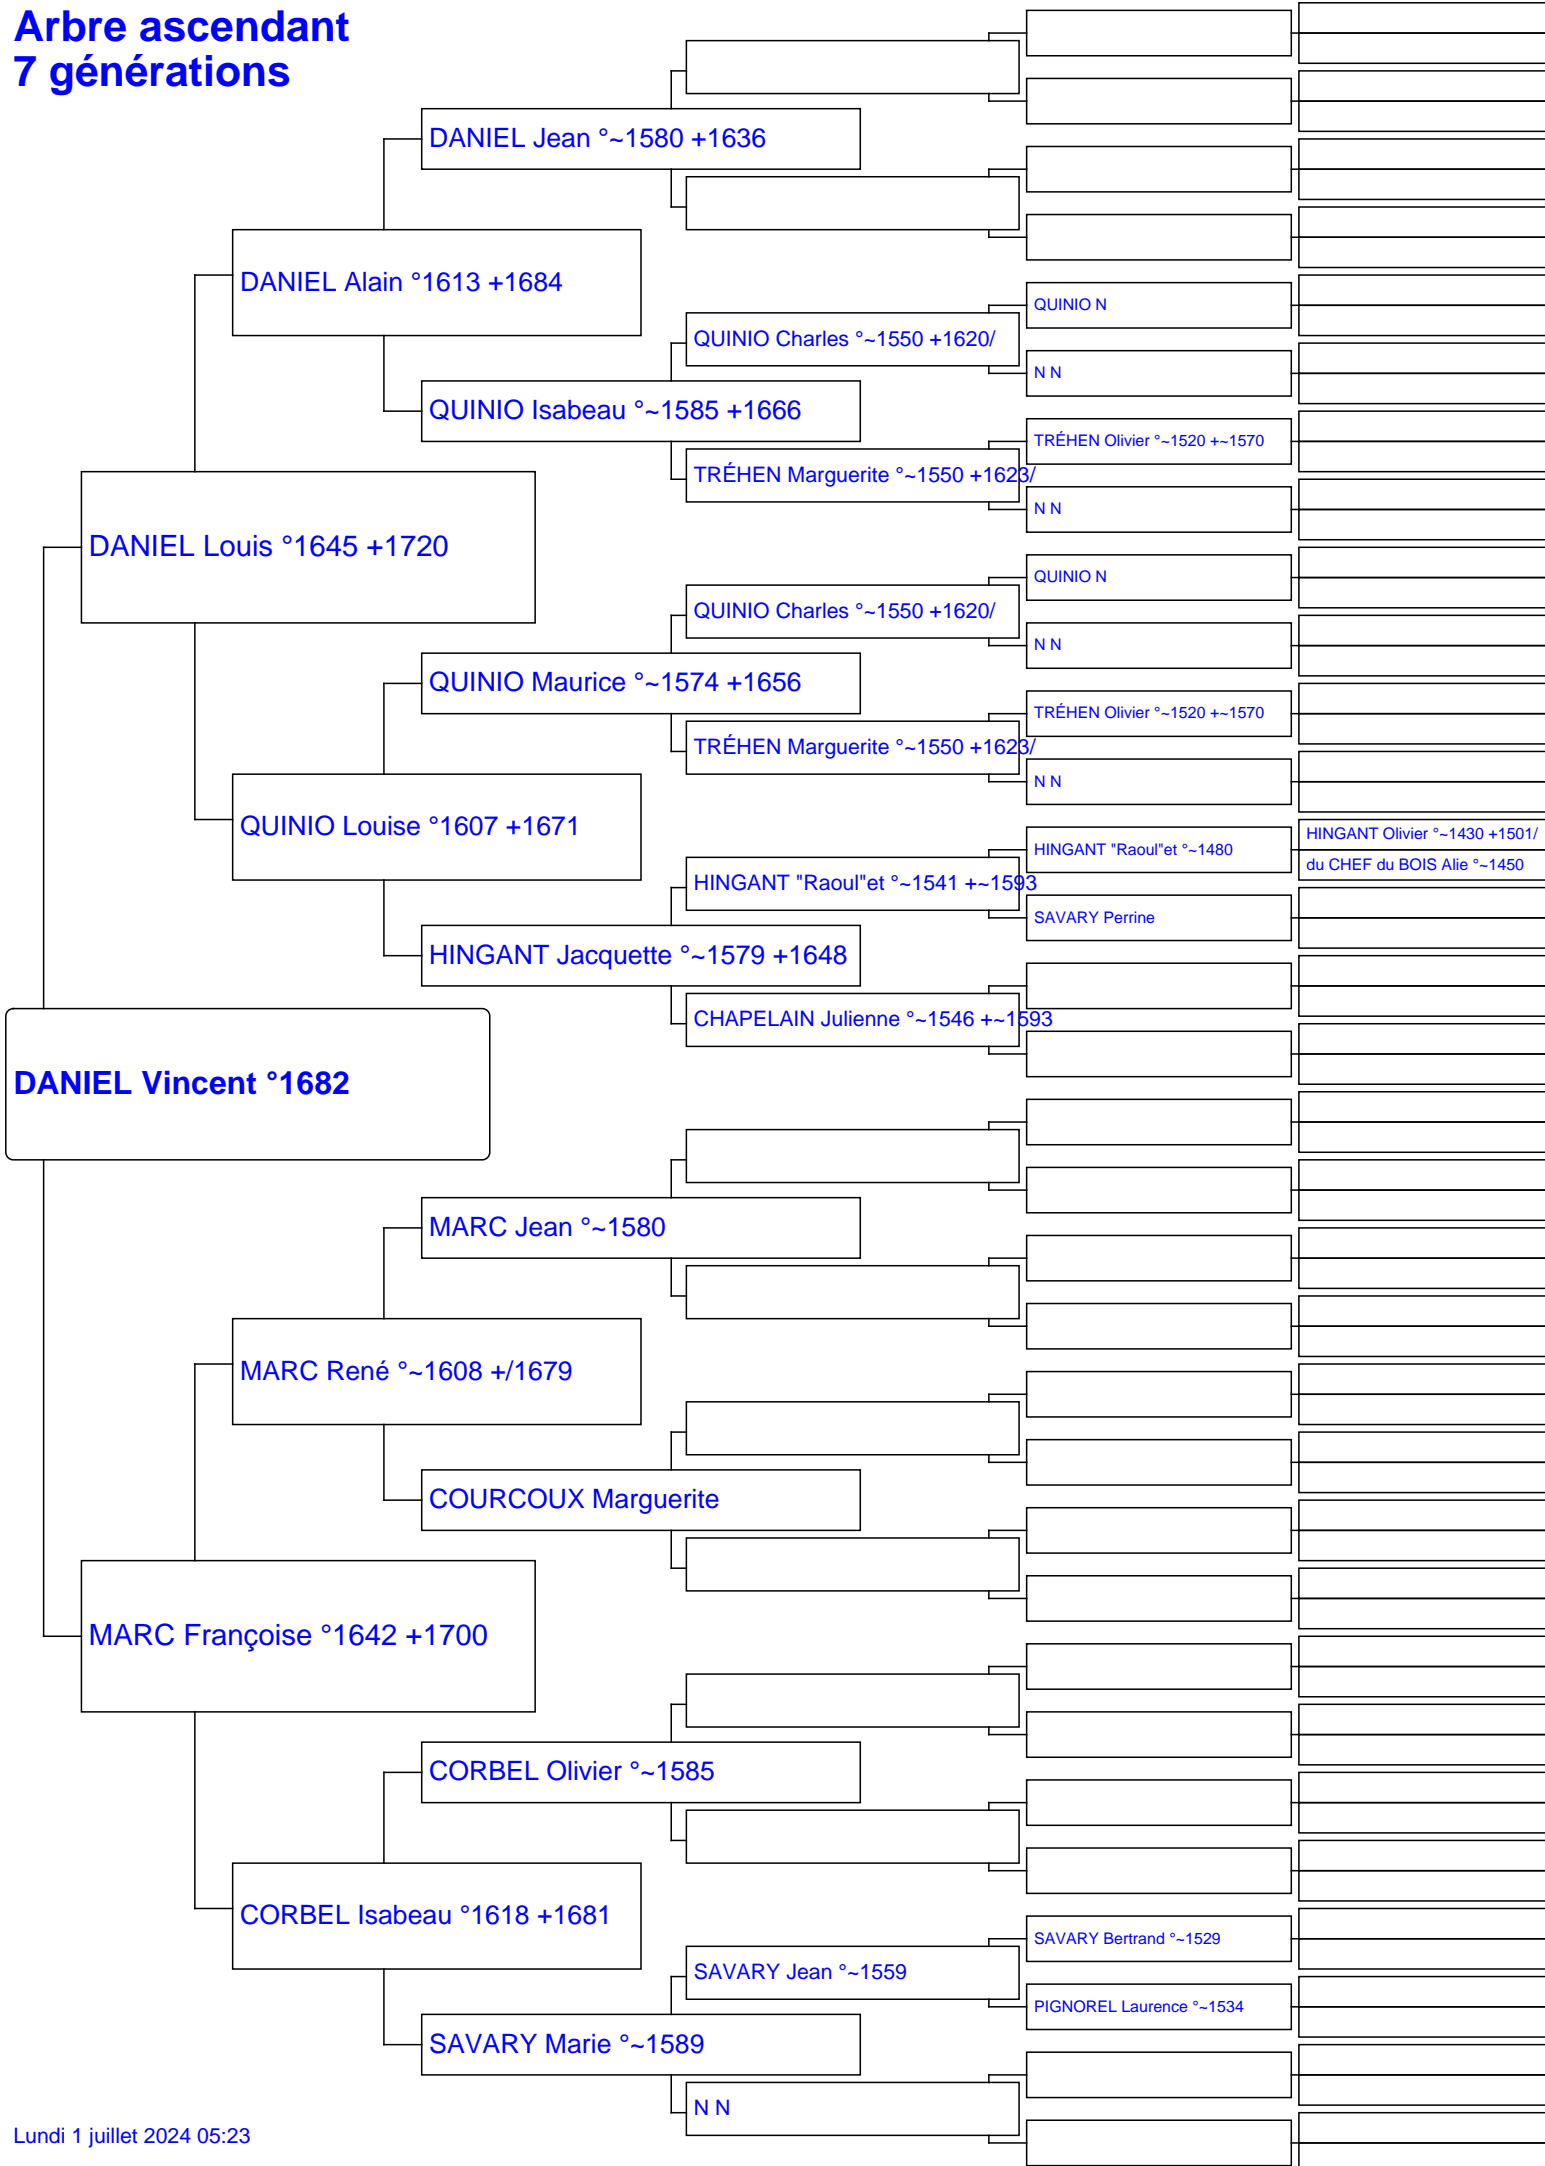 Arbre ascendant
7 générations
DANIEL Jean °~1580 +1636
DANIEL Alain °1613 +1684
QUINIO N
QUINIO Charles °~1550 +1620/
N N
QUINIO Isabeau °~1585 +1666
TRÉHEN Olivier °~1520 +~1570
TRÉHEN Marguerite °~1550 +1623/
N N
DANIEL Louis °1645 +1720
QUINIO N
QUINIO Charles °~1550 +1620/
N N
QUINIO Maurice °~1574 +1656
TRÉHEN Olivier °~1520 +~1570
TRÉHEN Marguerite °~1550 +1623/
N N
QUINIO Louise °1607 +1671
HINGANT Olivier °~1430 +1501/
HINGANT "Raoul"et °~1480
du CHEF du BOIS Alie °~1450
HINGANT "Raoul"et °~1541 +~1593
SAVARY Perrine
HINGANT Jacquette °~1579 +1648
CHAPELAIN Julienne °~1546 +~1593
DANIEL Vincent °1682
MARC Jean °~1580
MARC René °~1608 +/1679
COURCOUX Marguerite
MARC Françoise °1642 +1700
CORBEL Olivier °~1585
CORBEL Isabeau °1618 +1681
SAVARY Bertrand °~1529
SAVARY Jean °~1559
PIGNOREL Laurence °~1534
SAVARY Marie °~1589
N N
Lundi 1 juillet 2024 05:23